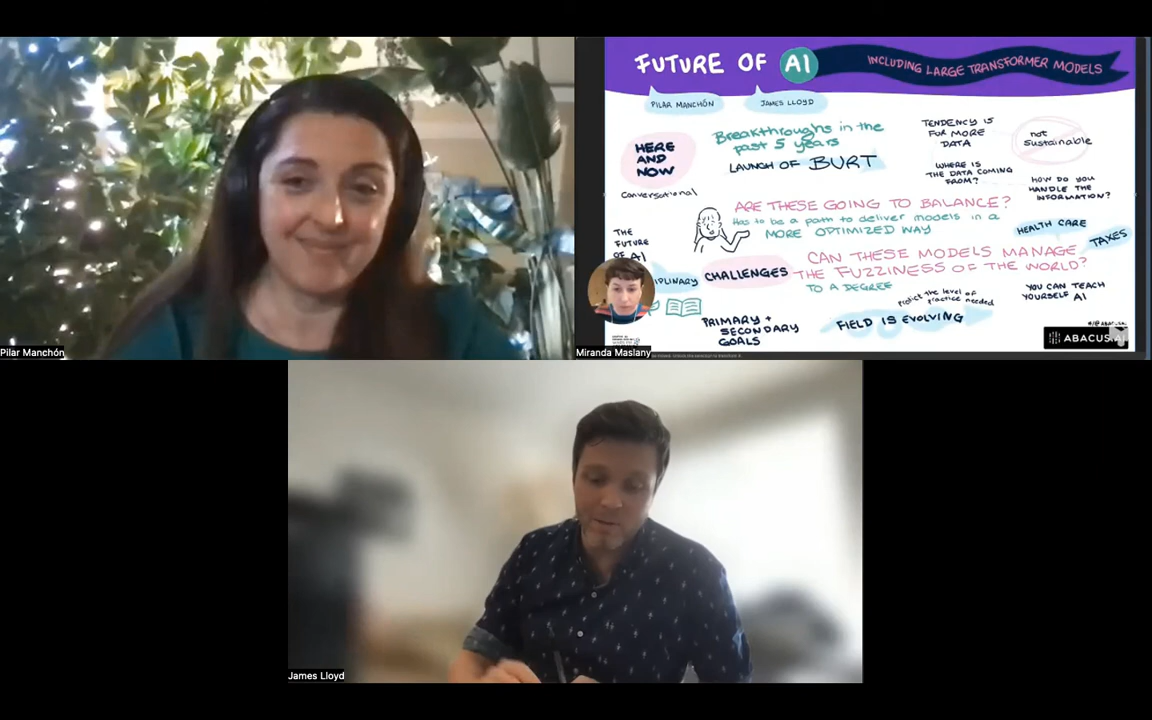 FUTURE OF AI
INCLUDING LARGE TRANSFORMER MODELS
PILAR MANCHÓN
JAMES LLOYD
HERE
AND
NOW
Conversational
Breakthroughs in the
past 5 years
LAUNCH OF BURT
TENDENCY IS
FOR MORE
DATA
not
Sustainable
WHERE IS
THE DATA COMING
FROM?
HOW DO YOU
HANDLE THE
INFORMATION?
ARE THESE GOING TO BALANCE?
Has to be a path to deliver models in a
MORE OPTIMIZED WAY
HEALTH CARE
TAXES
THE
FUTURE
OF AI
IPLINARY
CHALLENGES
CAN THESE MODELS MANAGE
THE FUZZINESS OF THE WORLD?
TO A DEGREE
YOU CAN TEACH
YOURSELF AI
PRIMARY +
SECONDARY
GOALS
predict the level of
practice needed
FIELD IS EVOLVING
ABACUS.AI
Pilar Manchón
Miranda Maslany
James Lloyd